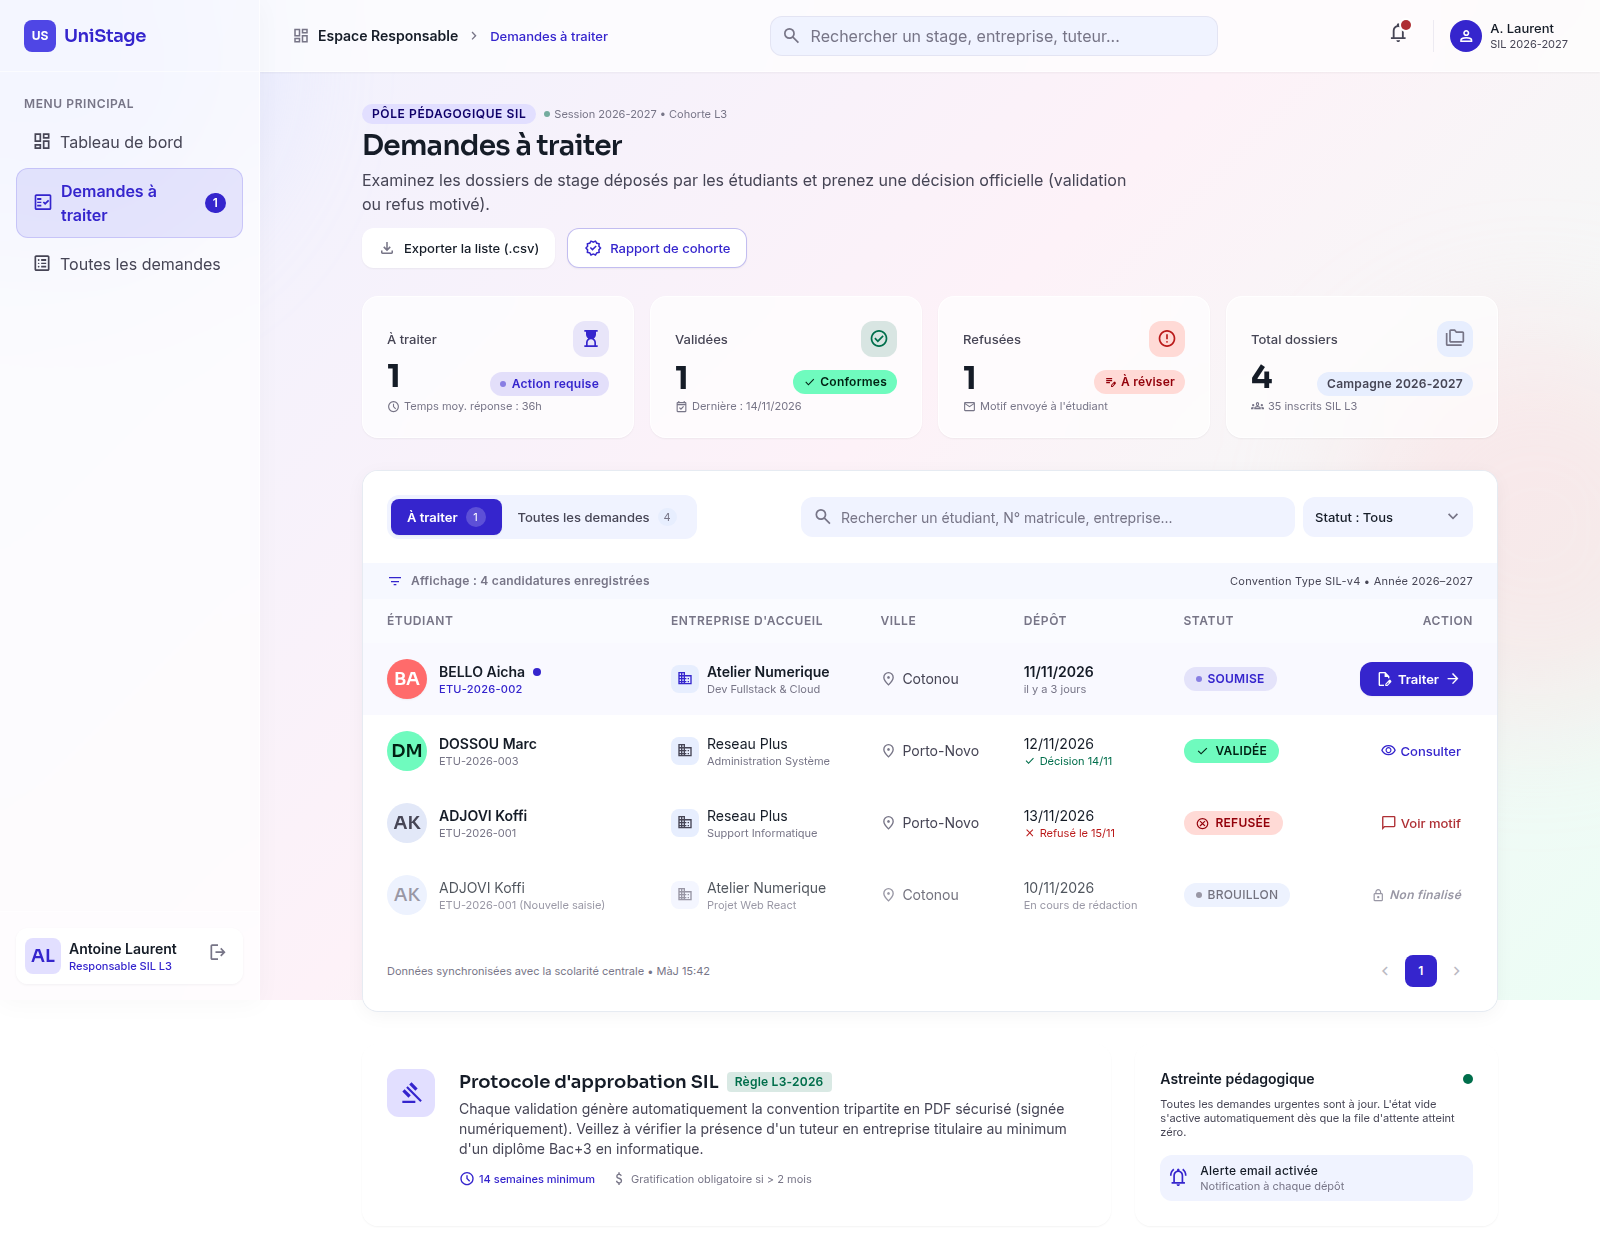 US
UniStage
Espace Responsable
Demandes à traiter
Rechercher un stage, entreprise, tuteur...
A. Laurent
SIL 2026-2027
MENU PRINCIPAL
Tableau de bord
Demandes à
traiter
1
Toutes les demandes
Antoine Laurent
AL
Responsable SIL L3
PÔLE PÉDAGOGIQUE SIL
Session 2026-2027 • Cohorte L3
Demandes à traiter
Examinez les dossiers de stage déposés par les étudiants et prenez une décision officielle (validation
ou refus motivé).
Exporter la liste (.csv)
Rapport de cohorte
À traiter
1
Action requise
Temps moy. réponse : 36h
Validées
1
Conformes
Dernière : 14/11/2026
Refusées
1
À réviser
Motif envoyé à l'étudiant
Total dossiers
4
Campagne 2026-2027
35 inscrits SIL L3
À traiter 1
Toutes les demandes 4
Rechercher un étudiant, N° matricule, entreprise...
Statut : Tous
Affichage : 4 candidatures enregistrées
Convention Type SIL-v4 • Année 2026–2027
ÉTUDIANT ENTREPRISE D'ACCUEIL VILLE DÉPÔT STATUT ACTION
BA
BELLO Aicha
ETU-2026-002
Atelier Numerique
Dev Fullstack & Cloud
Cotonou
11/11/2026
il y a 3 jours
SOUMISE
Traiter
DM
DOSSOU Marc
ETU-2026-003
Reseau Plus
Administration Système
Porto-Novo
12/11/2026
Décision 14/11
VALIDÉE
Consulter
AK
ADJOVI Koffi
ETU-2026-001
Reseau Plus
Support Informatique
Porto-Novo
13/11/2026
Refusé le 15/11
REFUSÉE
Voir motif
AK
ADJOVI Koffi
ETU-2026-001 (Nouvelle saisie)
Atelier Numerique
Projet Web React
Cotonou
10/11/2026
En cours de rédaction
BROUILLON
Non finalisé
Données synchronisées avec la scolarité centrale • MàJ 15:42
1
Protocole d'approbation SIL
Règle L3-2026
Chaque validation génère automatiquement la convention tripartite en PDF sécurisé (signée
numériquement). Veillez à vérifier la présence d'un tuteur en entreprise titulaire au minimum
d'un diplôme Bac+3 en informatique.
14 semaines minimum
$ Gratification obligatoire si > 2 mois
Astreinte pédagogique
Toutes les demandes urgentes sont à jour. L'état vide
s'active automatiquement dès que la file d'attente atteint
zéro.
Alerte email activée
Notification à chaque dépôt